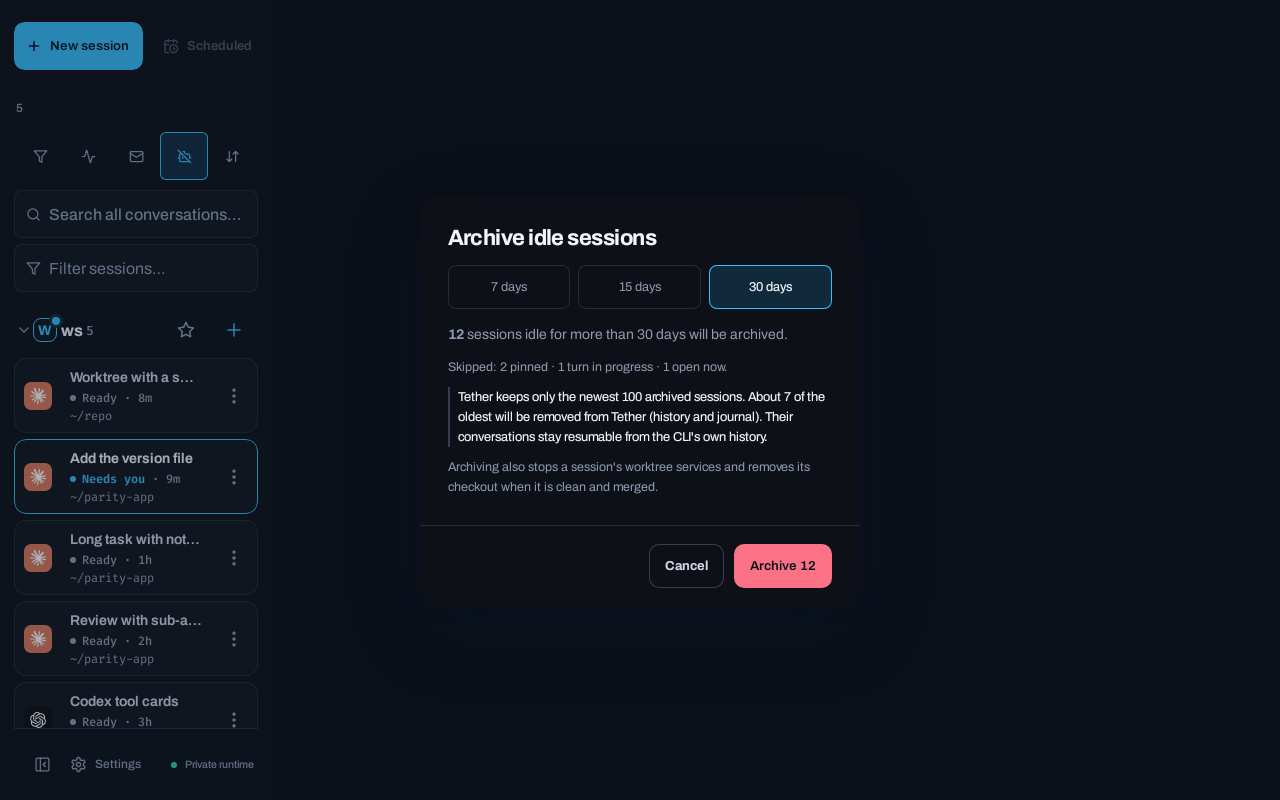 New session
Scheduled
5
Search all conversations...
Filter sessions...
W ws 5
Worktree with a s...
Ready · 8m
~/repo
Add the version file
Needs you · 9m
~/parity-app
Long task with not...
Ready · 1h
~/parity-app
Review with sub-a...
Ready · 2h
~/parity-app
Codex tool cards
Ready · 3h
Settings
Private runtime
Archive idle sessions
7 days
15 days
30 days
12 sessions idle for more than 30 days will be archived.
Skipped: 2 pinned · 1 turn in progress · 1 open now.
Tether keeps only the newest 100 archived sessions. About 7 of the
oldest will be removed from Tether (history and journal). Their
conversations stay resumable from the CLI's own history.
Archiving also stops a session's worktree services and removes its
checkout when it is clean and merged.
Cancel
Archive 12